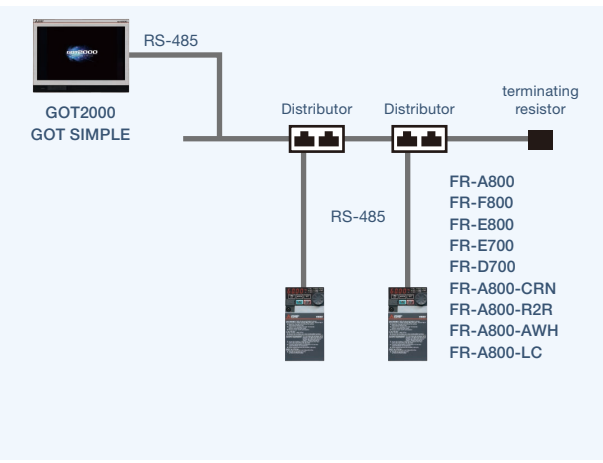 RS-485
GOT2000
GOT2000
GOT SIMPLE
Distributor
Distributor
terminating
resistor
RS-485
FR-A800
FR-F800
FR-E800
FR-E700
FR-D700
FR-A800-CRN
FR-A800-R2R
FR-A800-AWH
FR-A800-LC